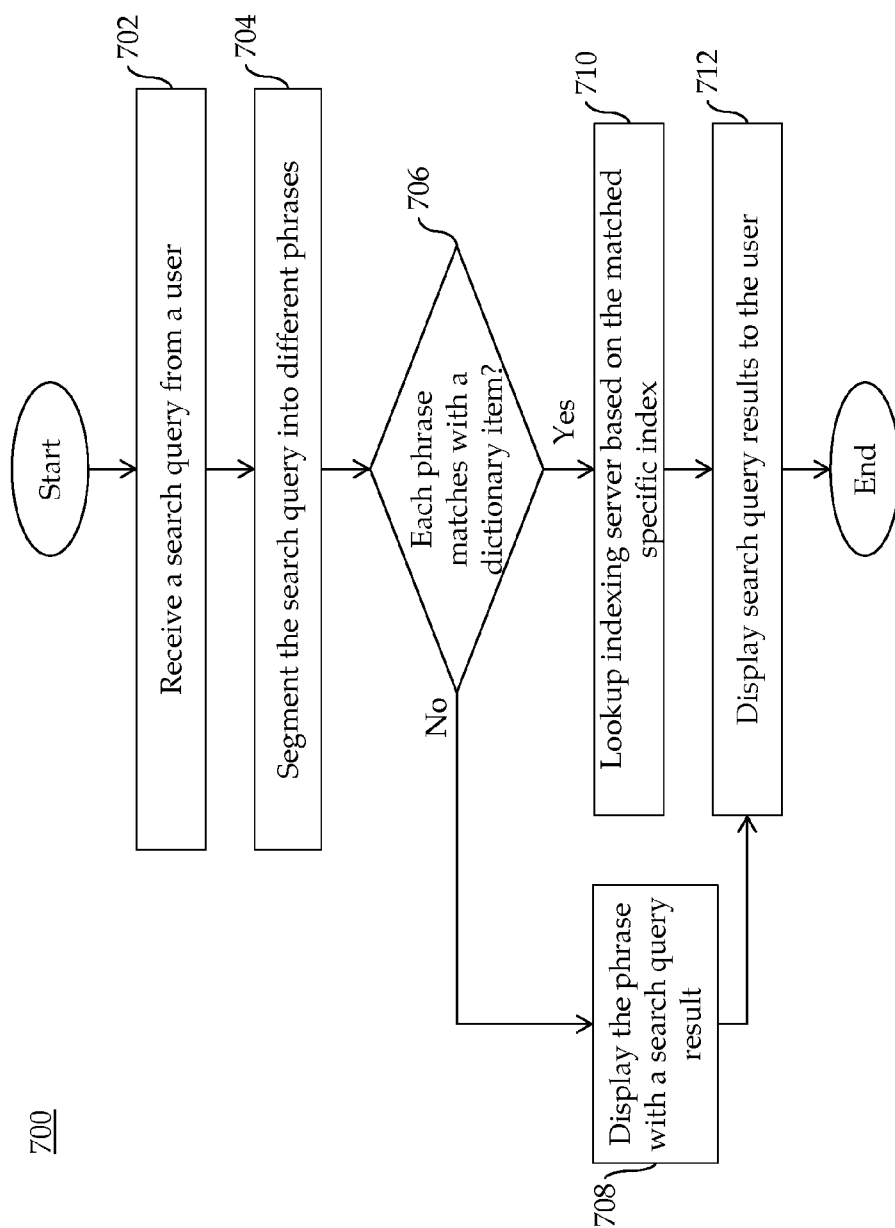 700
Start
702
Receive a search query from a user
704
Segment the search query into different phrases
706
Each phrase
matches with a
dictionary item?
No
Yes
708
Display the phrase
with a search query
result
710
Lookup indexing server based on the matched
specific index
712
Display search query results to the user
End